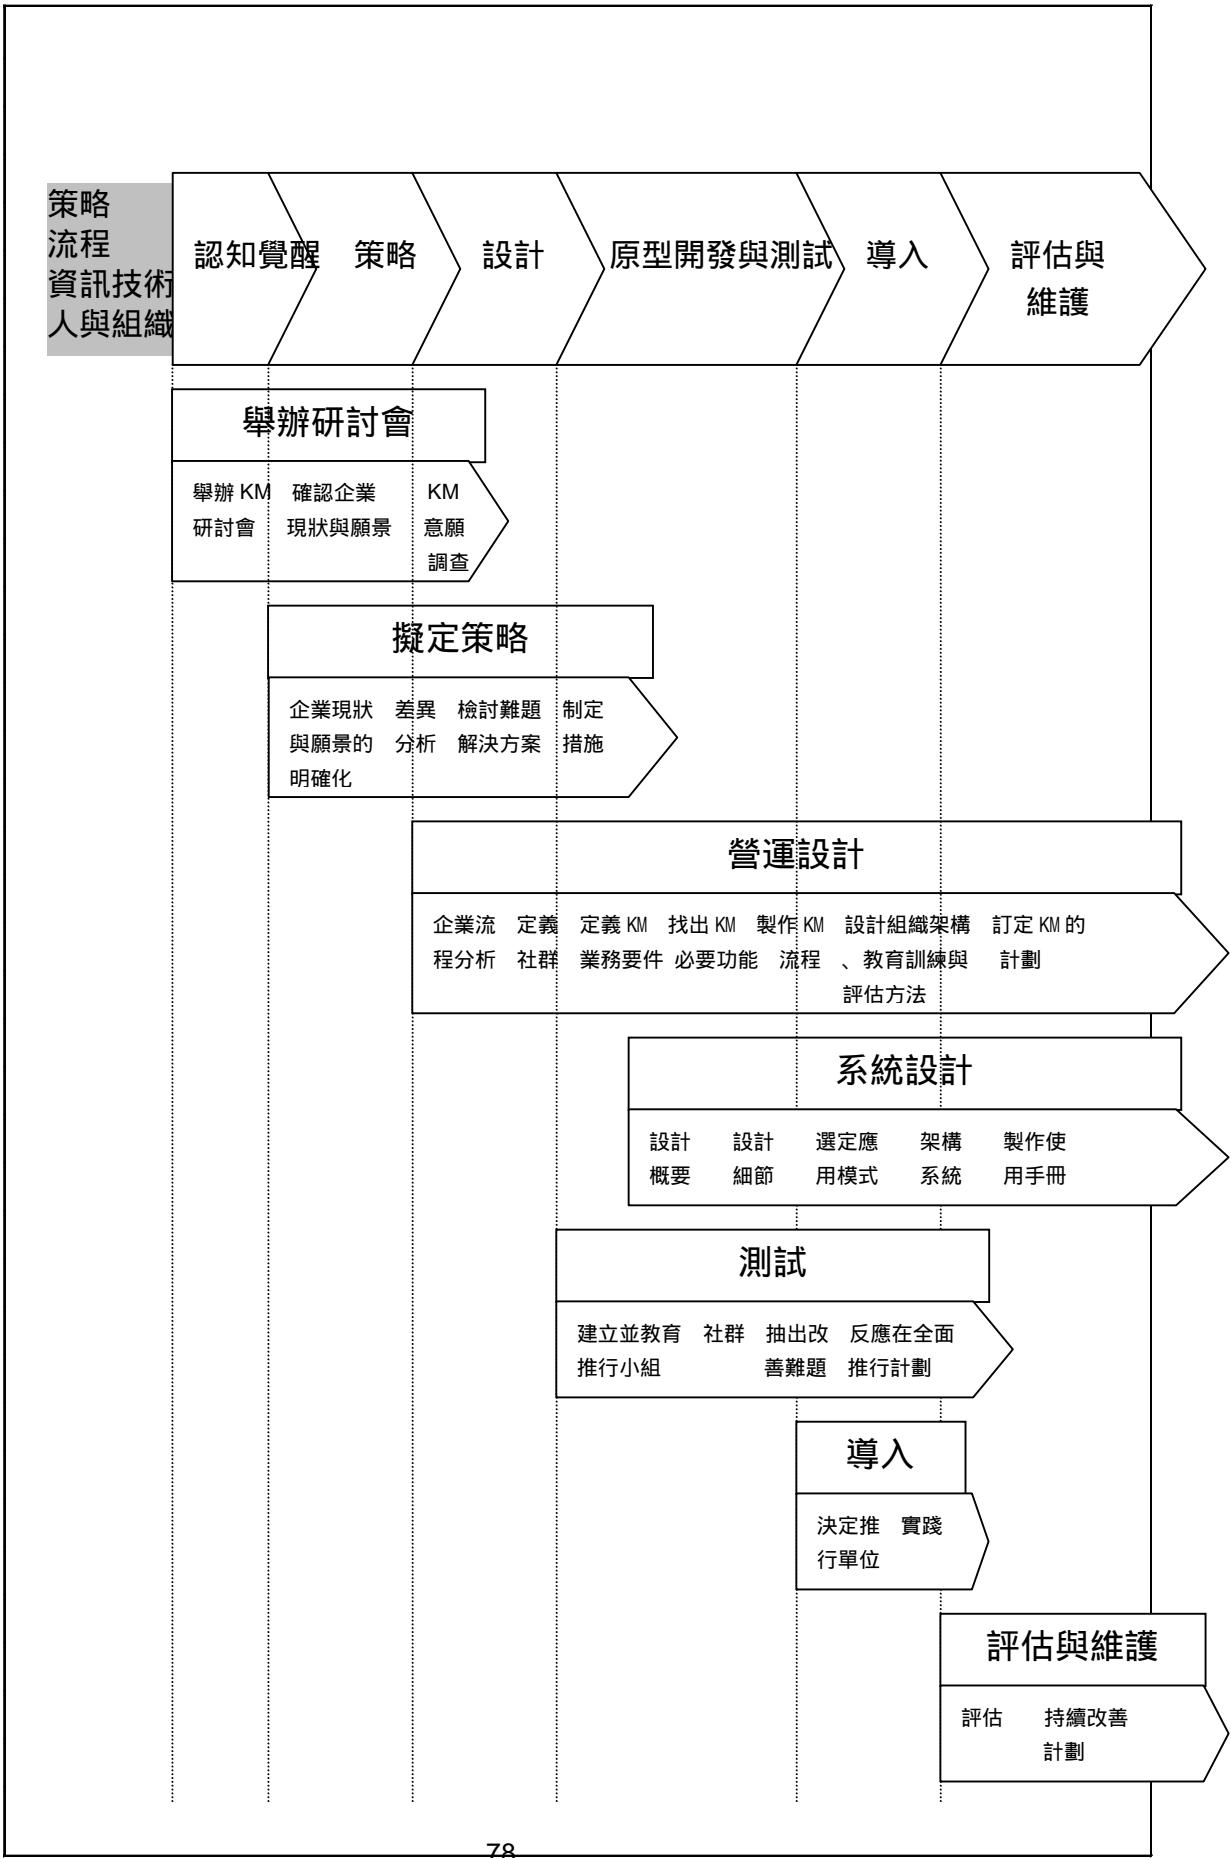 策略
流程
資訊技術
人與組織
認知覺醒 策略 設計 原型開發與測試 導入 評估與
維護
舉辦研討會
舉辦 KM 確認企業 KM
研討會 現狀與願景 意願
調查
擬定策略
企業現狀 差異 檢討難題 制定
與願景的 分析 解決方案 措施
明確化
營運設計
企業流 定義 定義 KM 找出 KM 製作 KM 設計組織架構 訂定 KM 的
程分析 社群 業務要件 必要功能 流程 、教育訓練與 計劃
評估方法
系統設計
設計 設計 選定應 架構 製作使
概要 細節 用模式 系統 用手冊
測試
建立並教育 社群 抽出改 反應在全面
推行小組 善難題 推行計劃
導入
決定推 實踐
行單位
評估與維護
評估 持續改善
計劃
78